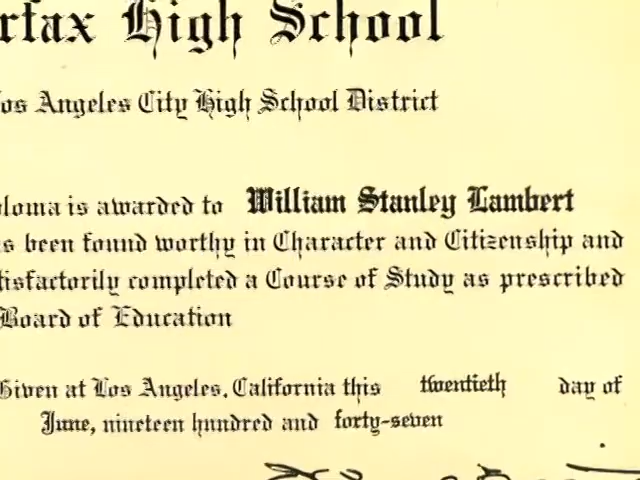 rfax High School
os Angeles City High School District
loma is awarded to William Stanley Lambert
s been found worthy in Character and Citizenship and
tisfactorily completed a Course of Study as prescribed
Board of Education
Given at Los Angeles, California this twentieth day of
June, nineteen hundred and forty-seven